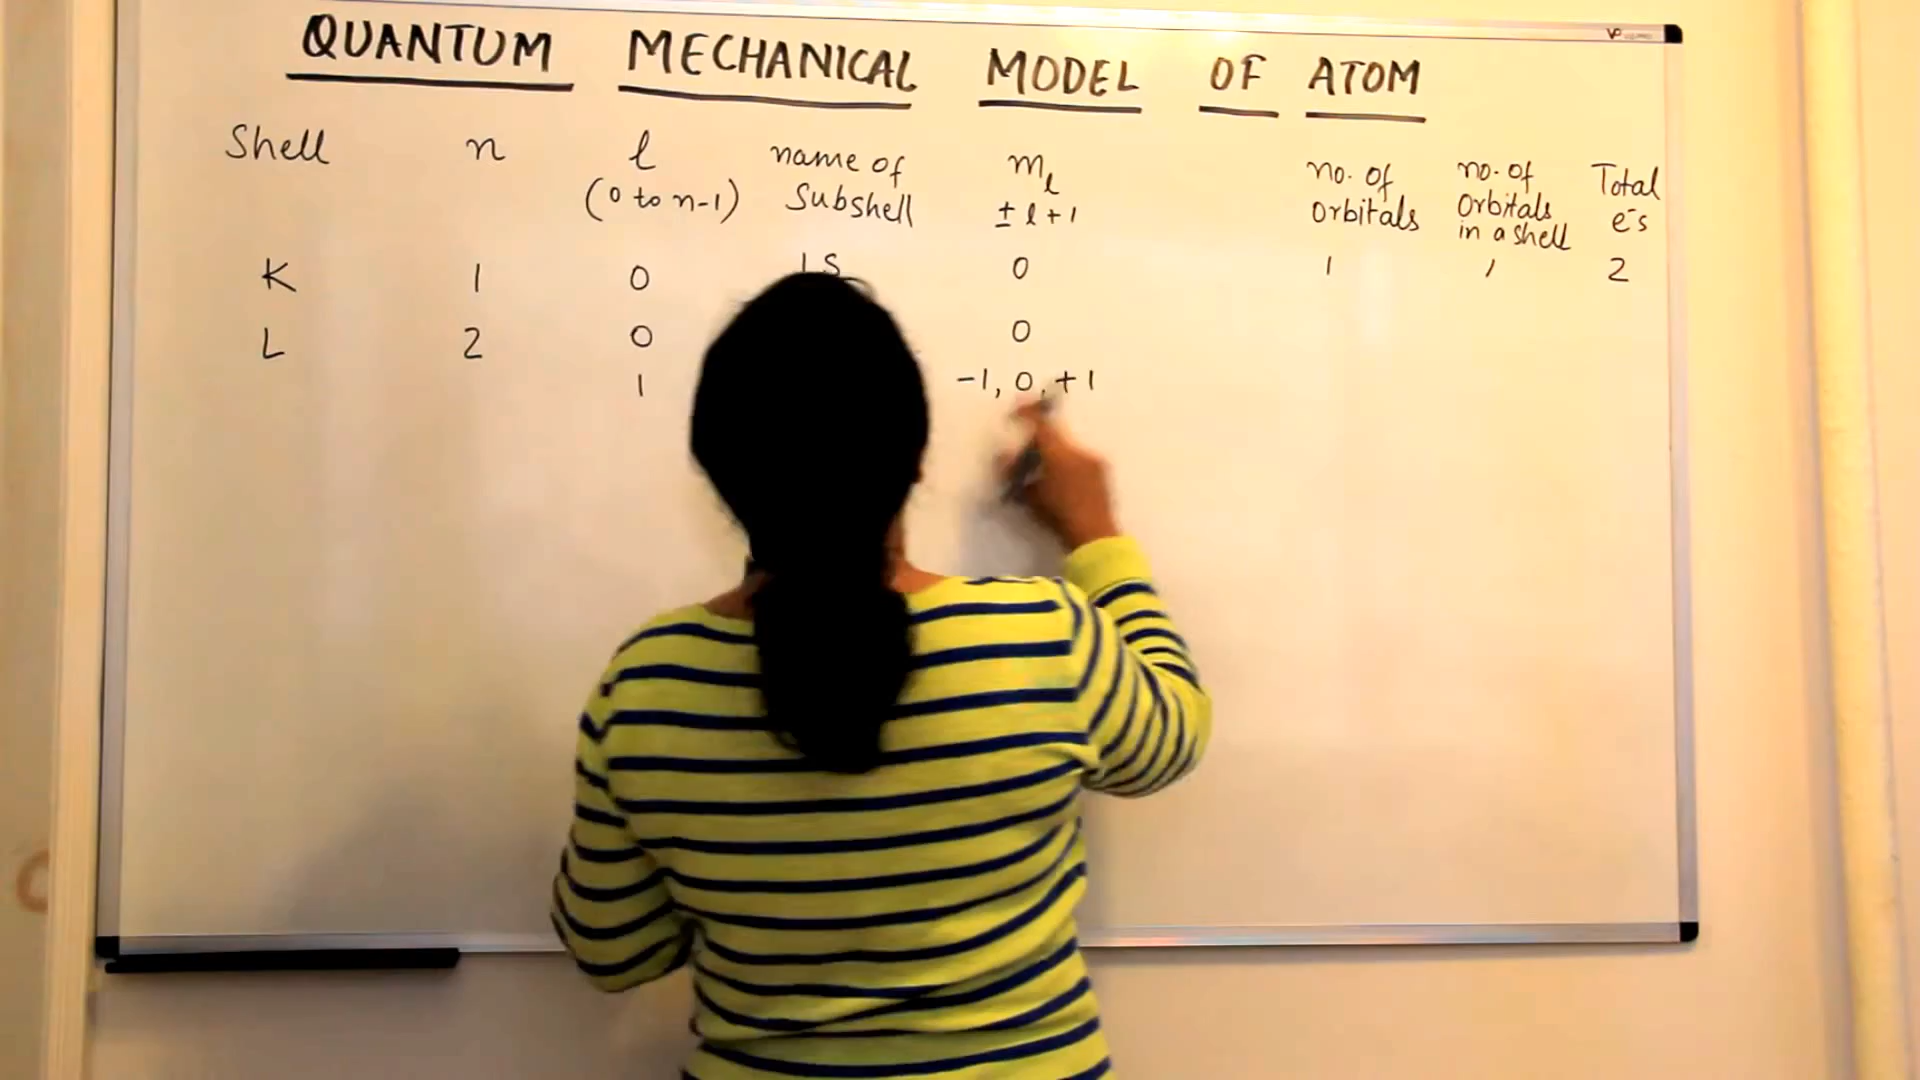 QUANTUM MECHANICAL MODEL OF ATOM
Shell n l name of mₗ no. of no. of Total
(0 to n-1) Subshell ± l + 1 orbitals orbitals e⁻s
in a shell
K 1 0 1S 0 1 1 2
L 2 0 0
1 -1, 0, +1